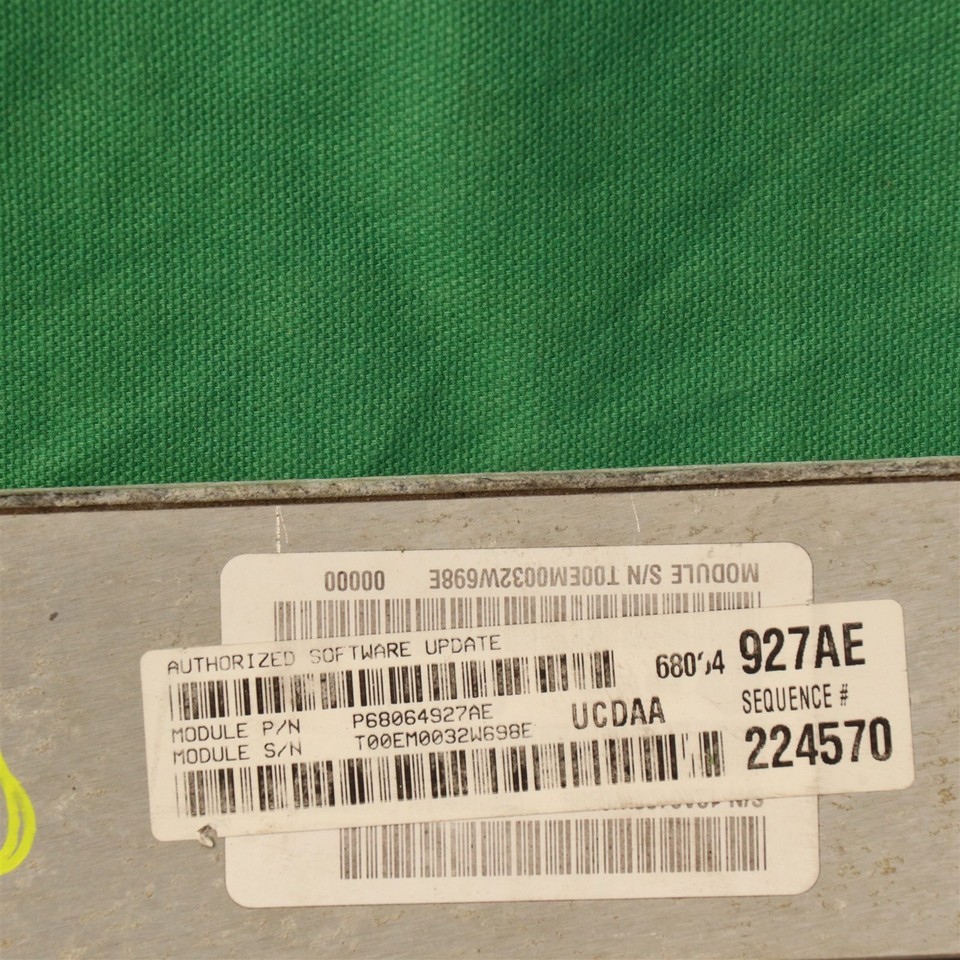 MODULE S/N T00EM0032W698E 00000
AUTHORIZED SOFTWARE UPDATE
927AE
MODULE P/N P68064927AE
UCDAA
SEQUENCE #
MODULE S/N T00EM0032W698E
224570